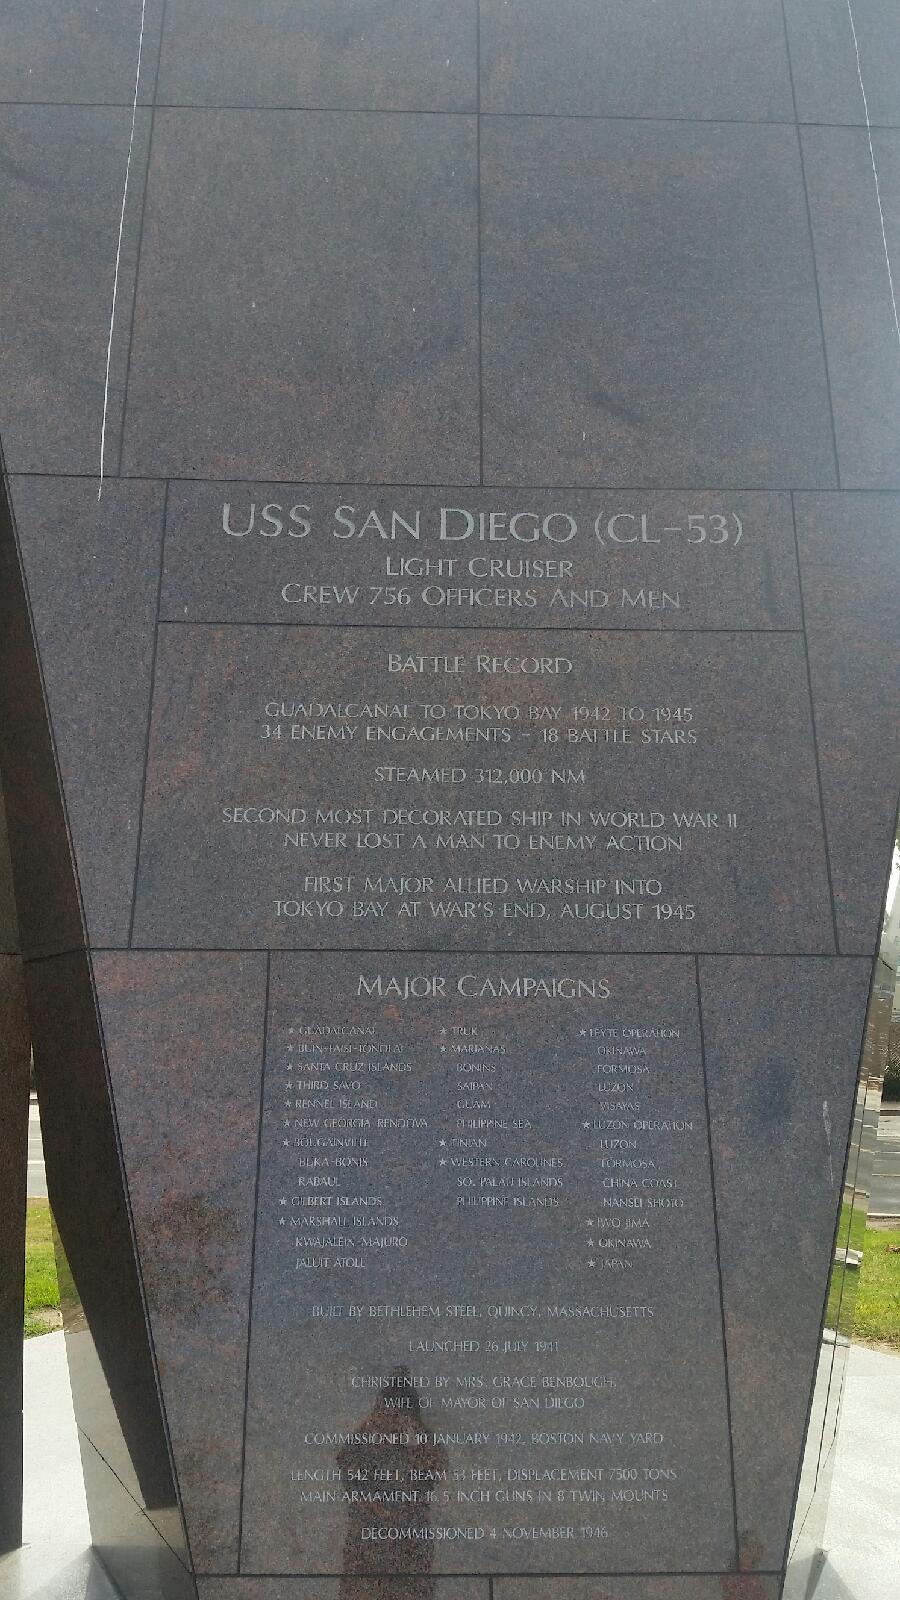 USS SAN DIEGO (CL-53)
LIGHT CRUISER
CREW 756 OFFICERS AND MEN
BATTLE RECORD
GUADALCANAL TO TOKYO BAY 1942 TO 1945
34 ENEMY ENGAGEMENTS - 18 BATTLE STARS
STEAMED 312,000 NM
SECOND MOST DECORATED SHIP IN WORLD WAR II
NEVER LOST A MAN TO ENEMY ACTION
FIRST MAJOR ALLIED WARSHIP INTO
TOKYO BAY AT WAR'S END, AUGUST 1945
MAJOR CAMPAIGNS
★ GUADALCANAL
★ BUIN-FAISI-TONOLAI
★ SANTA CRUZ ISLANDS
★ THIRD SAVO
★ RENNEL ISLAND
★ NEW GEORGIA RENDOVA
★ BOUGAINVILLE
BUKA-BONIS
RABAUL
★ GILBERT ISLANDS
★ MARSHALL ISLANDS
KWAJALEIN-MAJURO
JALUIT ATOLL
★ TRUK
★ MARIANAS
BONINS
SAIPAN
GUAM
PHILIPPINE SEA
★ TINIAN
★ WESTERN CAROLINES
SO. PALAU ISLANDS
PHILIPPINE ISLANDS
★ LEYTE OPERATION
OKINAWA
FORMOSA
LUZON
VISAYAS
★ LUZON OPERATION
LUZON
FORMOSA
CHINA COAST
NANSEI SHOTO
★ IWO JIMA
★ OKINAWA
★ JAPAN
BUILT BY BETHLEHEM STEEL, QUINCY, MASSACHUSETTS
LAUNCHED 26 JULY 1941
CHRISTENED BY MRS. GRACE BENBOUGH,
WIFE OF MAYOR OF SAN DIEGO
COMMISSIONED 10 JANUARY 1942, BOSTON NAVY YARD
LENGTH 542 FEET, BEAM 53 FEET, DISPLACEMENT 7500 TONS
MAIN ARMAMENT, 16 5 INCH GUNS IN 8 TWIN MOUNTS
DECOMMISSIONED 4 NOVEMBER 1946